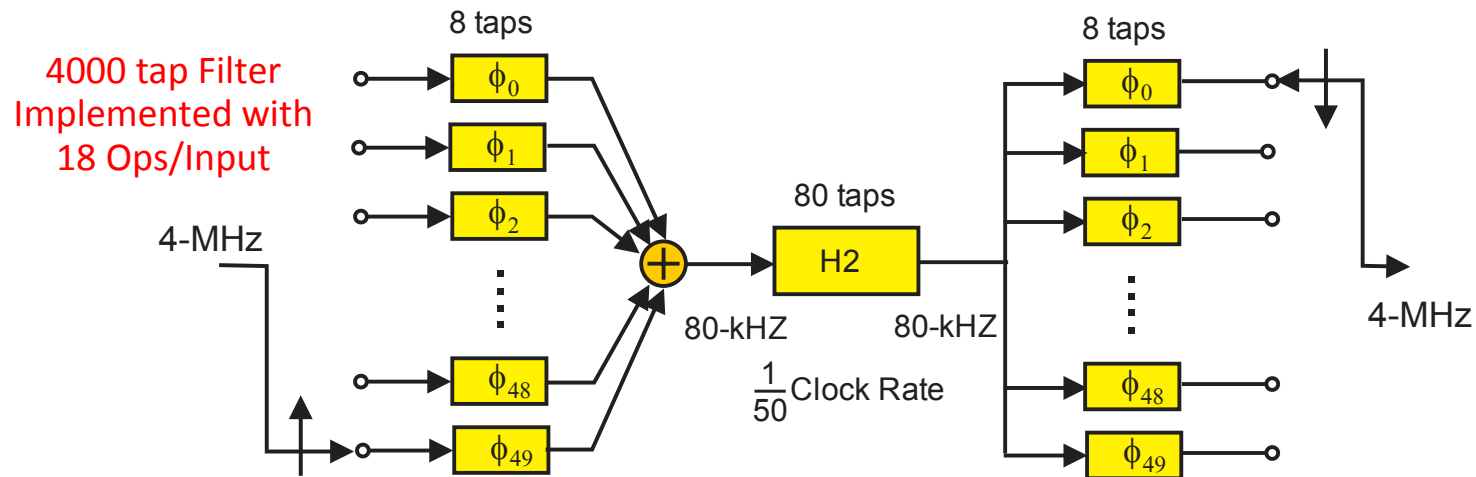 4000 tap Filter
Implemented with
18 Ops/Input
4-MHz
8 taps
ϕ0
ϕ1
ϕ2
ϕ48
ϕ49
80-kHZ
80 taps
H2
1/50 Clock Rate
80-kHZ
8 taps
ϕ0
ϕ1
ϕ2
ϕ48
ϕ49
4-MHz